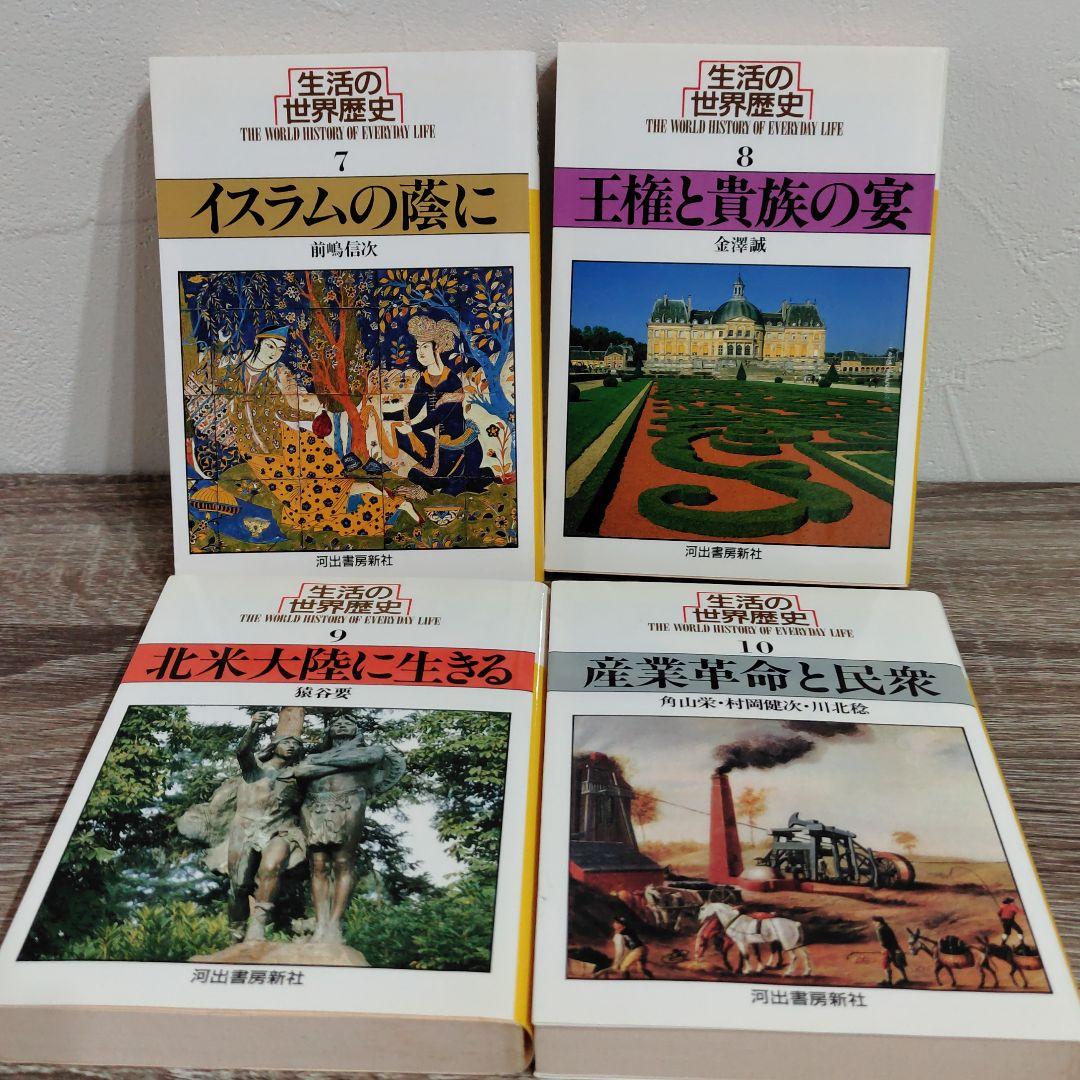 生活の
世界歴史
THE WORLD HISTORY OF EVERYDAY LIFE
7
イスラムの蔭に
前嶋信次
河出書房新社
生活の
世界歴史
THE WORLD HISTORY OF EVERYDAY LIFE
8
王権と貴族の宴
金澤誠
河出書房新社
生活の
世界歴史
THE WORLD HISTORY OF EVERYDAY LIFE
9
北米大陸に生きる
猿谷要
河出書房新社
生活の
世界歴史
THE WORLD HISTORY OF EVERYDAY LIFE
10
産業革命と民衆
角山栄・村岡健次・川北稔
河出書房新社